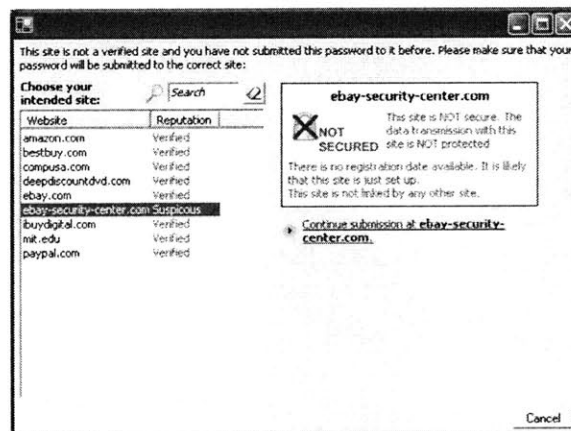 This site is not a verified site and you have not submitted this password to it before. Please make sure that your
password will be submitted to the correct site:
Choose your
intended site:
Search
Website Reputation
amazon.com Verified
bestbuy.com Verified
compusa.com Verified
deepdiscountdvd.com Verified
ebay.com Verified
ebay-security-center.com Suspicous
ibuydigital.com Verified
mit.edu Verified
paypal.com Verified
ebay-security-center.com
NOT
SECURED
This site is NOT secure. The
data transmission with this
site is NOT protected
There is no registration date available. It is likely
that this site is just set up.
This site is not linked by any other site.
Continue submission at ebay-security-
center.com.
Cancel